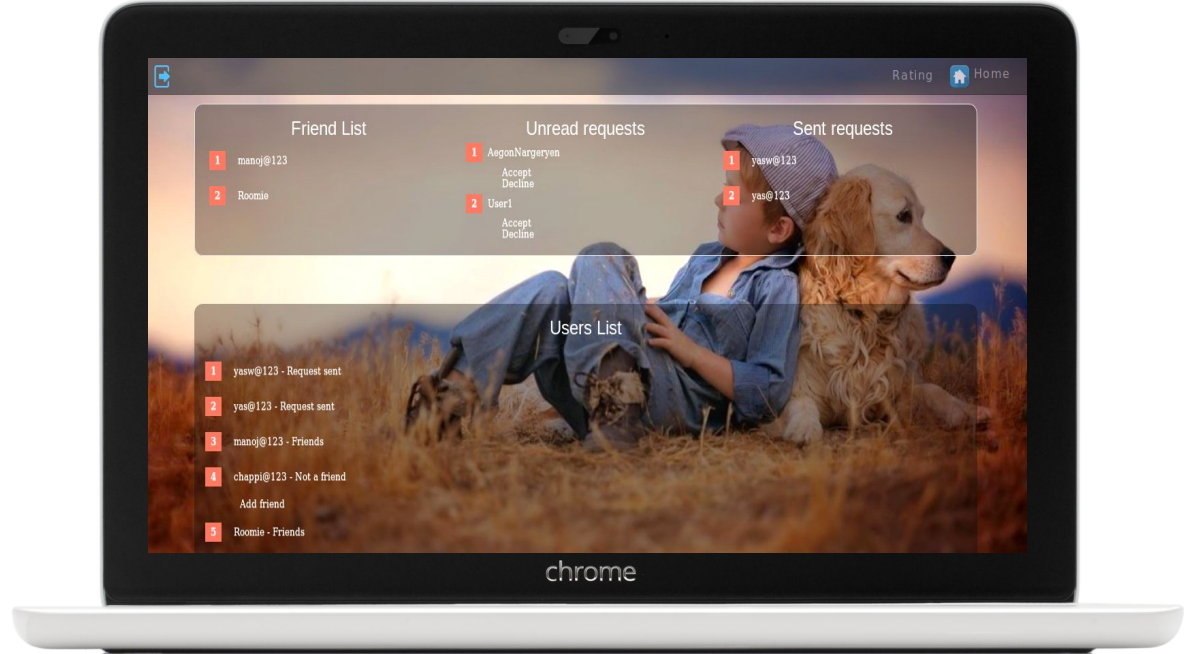 Rating
Home
Friend List
1 manoj@123
2 Roomie
Unread requests
1 AegonNargeryen
Accept
Decline
2 User1
Accept
Decline
Sent requests
1 yasw@123
2 yas@123
Users List
1 yasw@123 - Request sent
2 yas@123 - Request sent
3 manoj@123 - Friends
4 chappi@123 - Not a friend
Add friend
5 Roomie - Friends
chrome